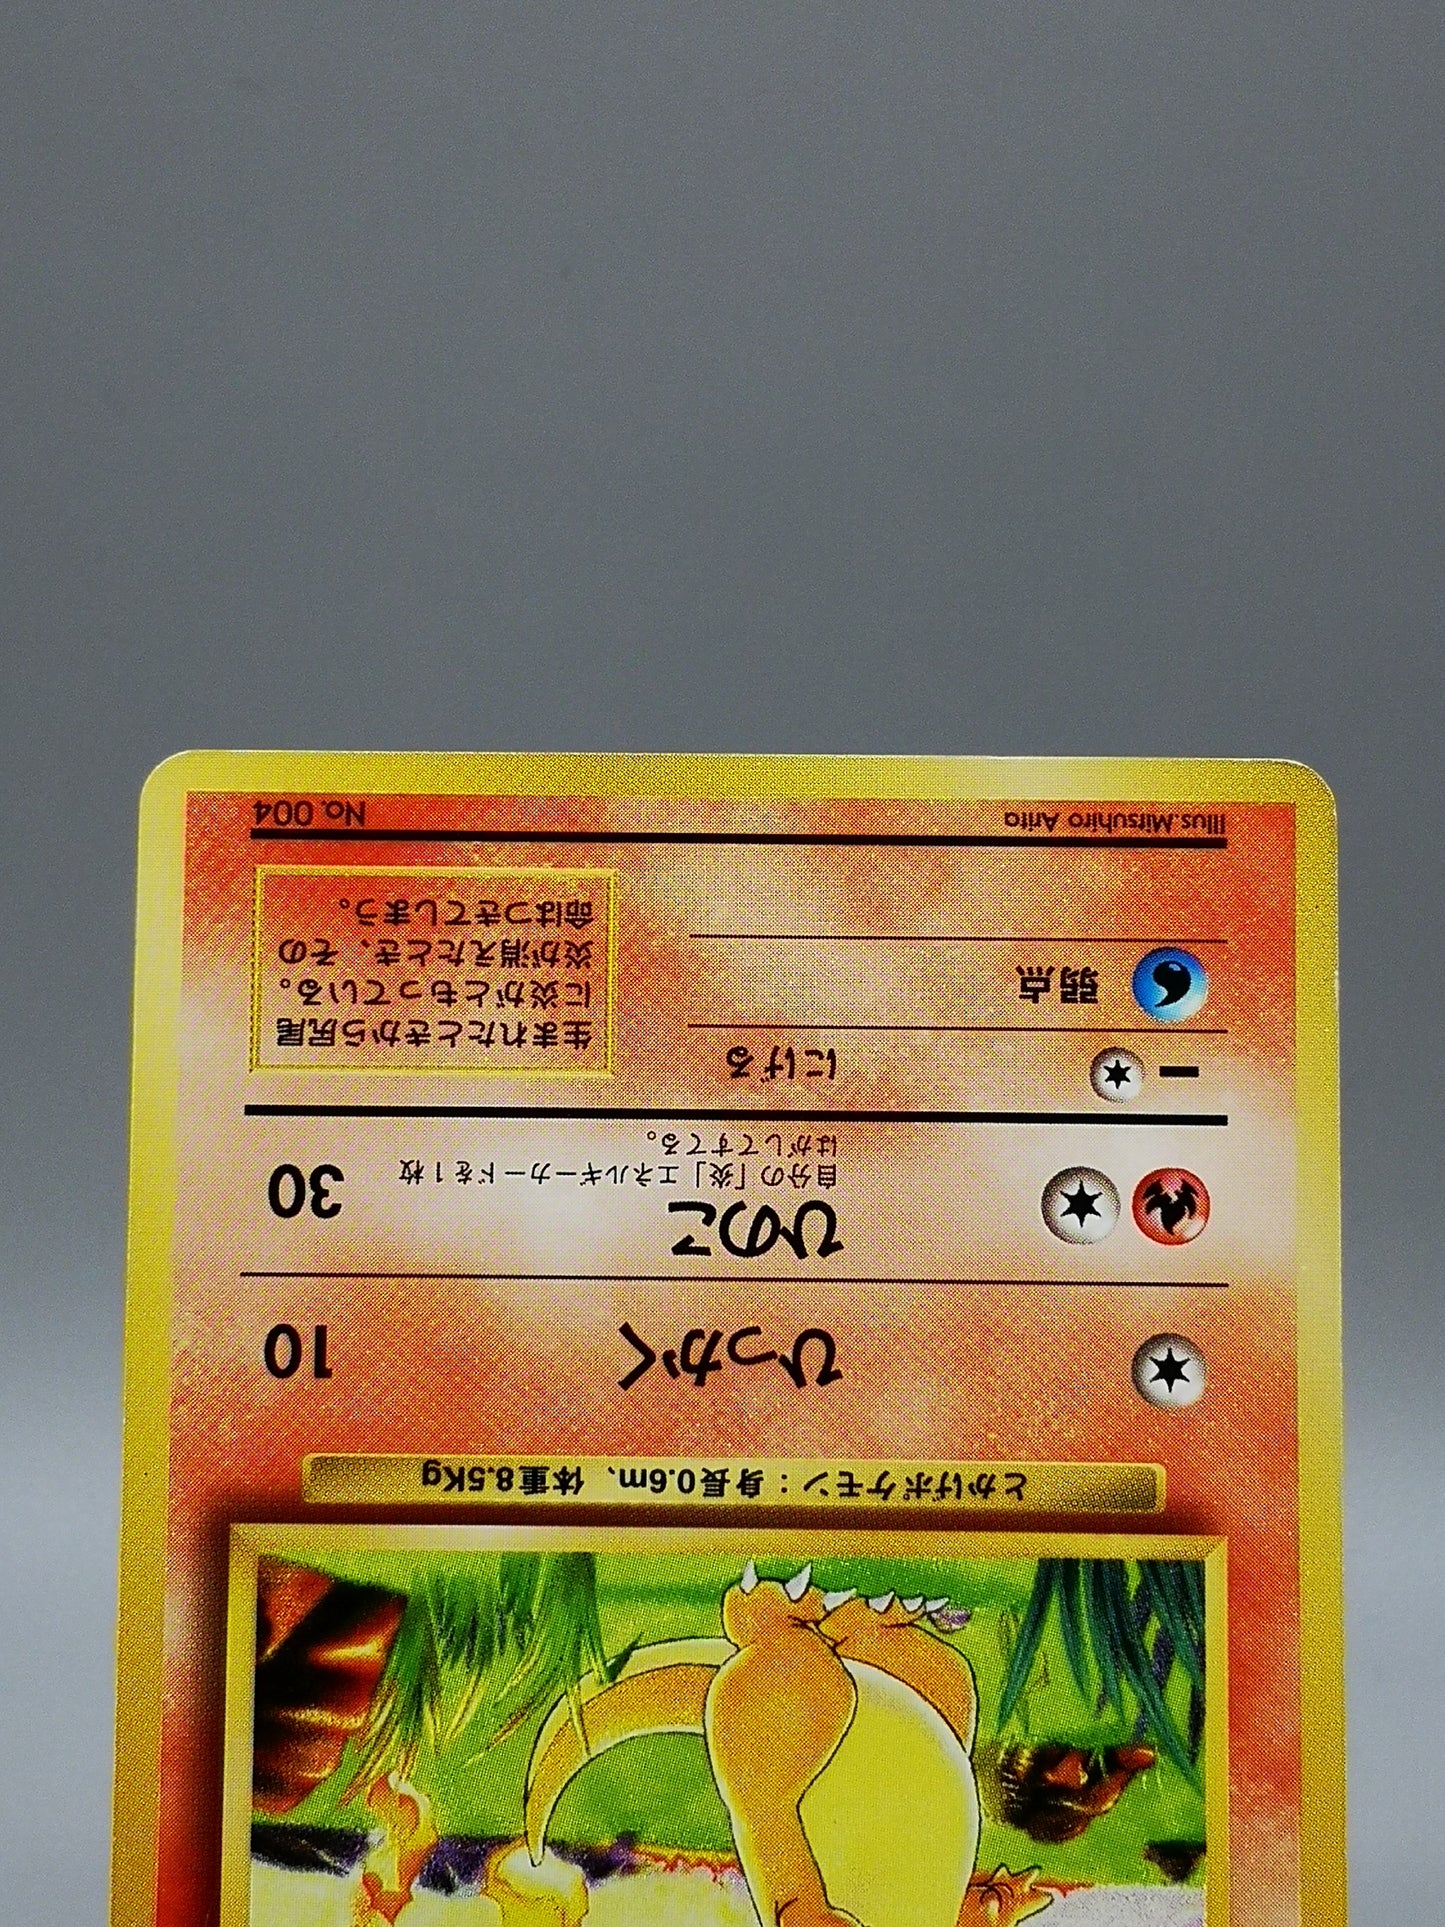 とかげポケモン：身長0.6m、体重8.5Kg
ひっかく 10
ひのこ 30
自分の「炎」エネルギーカードを1枚
はがしてすてる。
にげる
弱点
生まれたときから尻尾
に炎がともっている。
炎が消えたとき、その
命はつきてしまう。
Illus.Mitsuhiro Arita
No. 004